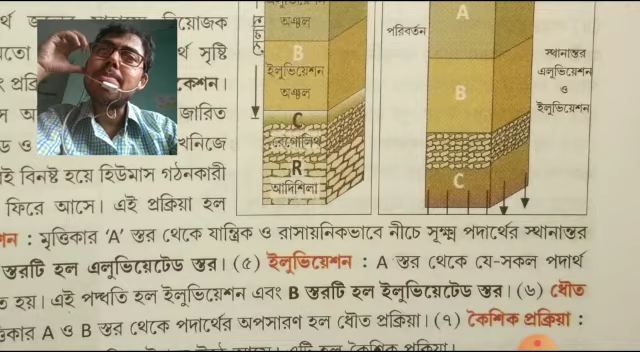 র্থ
য়োজক
অঞ্চল
A
পরিবর্তন
র্থ সৃষ্টি
B
স্থানান্তর
এলুভিয়েশন
ও
ইলুভিয়েশন
ইলুভিয়েশন
অঞ্চল
B
কেশন।
জারিত
C
রেগোলিথ
খনিজে
R
আদিশিলা
C
ই বিনষ্ট হয়ে হিউমাস গঠনকারী
ফিরে আসে। এই প্রক্রিয়া হল
শন : মৃত্তিকার ‘A’ স্তর থেকে যান্ত্রিক ও রাসায়নিকভাবে নীচে সূক্ষ্ম পদার্থের স্থানান্তর
স্তরটি হল এলুভিয়েটেড স্তর। (৫) ইলুভিয়েশন : A স্তর থেকে যে-সকল পদার্থ
ত হয়। এই পদ্ধতি হল ইলুভিয়েশন এবং B স্তরটি হল ইলুভিয়েটেড স্তর। (৬) ধৌত
ত্তিকার A ও B স্তর থেকে পদার্থের অপসারণ হল ধৌত প্রক্রিয়া। (৭) কৈশিক প্রক্রিয়া :
এটি হল কৈশিক প্রক্রিয়া।